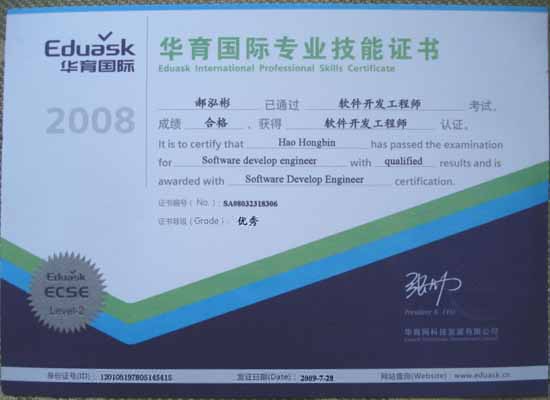 Eduask
华育国际
华育国际专业技能证书
Eduask International Professional Skills Certificate
2008
郝泓彬 已通过 软件开发工程师 考试,
成绩 合格 、获得 软件开发工程师 认证。
It is to certify that Hao Hongbin has passed the examination
for Software develop engineer with qualified results and is
awarded with Software Develop Engineer certification.
证书编号(No.): SA08032318306
证书等级(Grade): 优秀
Eduask
ECSE
Level-2
President & CEO
华育网科技发展有限公司
身份证号(ID): 120106197805145415 发证日期(Date): 2009-7-28 网站查询(Website): www.eduask.cn